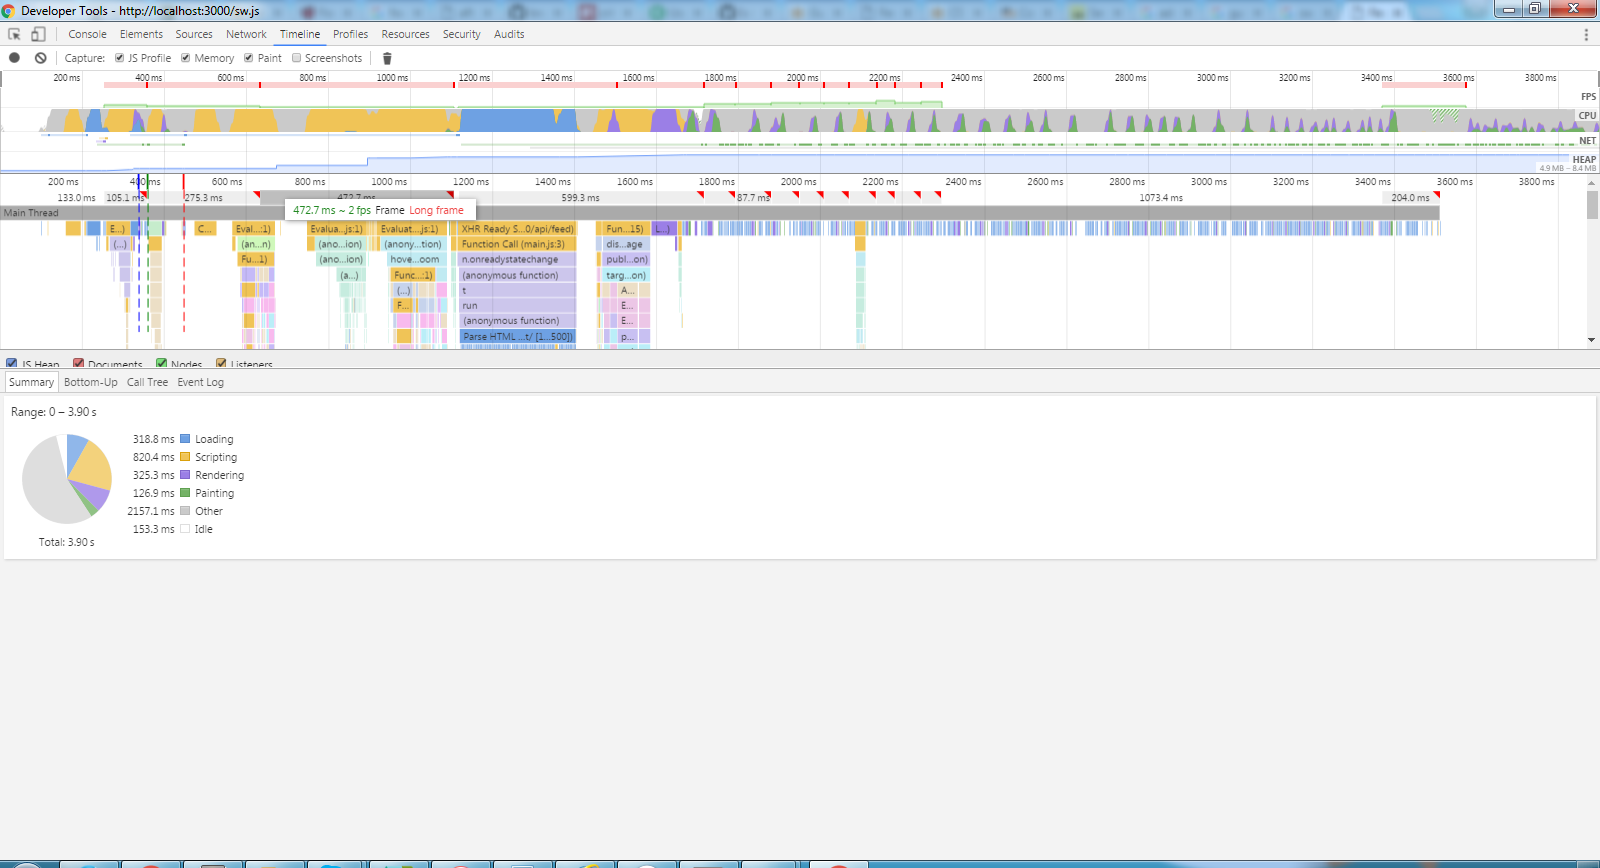 Developer Tools - http://localhost:3000/sw.js
Console Elements Sources Network Timeline Profiles Resources Security Audits
Capture: JS Profile Memory Paint Screenshots
200 ms 400 ms 600 ms 800 ms 1000 ms 1200 ms 1400 ms 1600 ms 1800 ms 2000 ms 2200 ms 2400 ms 2600 ms 2800 ms 3000 ms 3200 ms 3400 ms 3600 ms 3800 ms
FPS
CPU
NET
HEAP
4.9 MB – 8.4 MB
200 ms 400 ms 600 ms 800 ms 1000 ms 1200 ms 1400 ms 1600 ms 1800 ms 2000 ms 2200 ms 2400 ms 2600 ms 2800 ms 3000 ms 3200 ms 3400 ms 3600 ms 3800 ms
133.0 ms 105.1 ms 275.3 ms 472.7 ms 599.3 ms 87.7 ms 1073.4 ms 204.0 ms
472.7 ms ~ 2 fps Frame Long frame
Main Thread
E...) C... Eval...:1) Evalua...js:1) Evaluat...js:1) XHR Ready S...0/api/feed) Fun...15) L...)
(...) (an...n) (ano...ion) (anony...tion) Function Call (main.js:3) dis...age
Fu...1) (ano...ion) hove...oom n.onreadystatechange publ...on)
(a...) Func...:1) (anonymous function) targ...on)
(...) t A...
F... run E...
(anonymous function) E...
Parse HTML ...t/ [1...500]) p...
JS Heap Documents Nodes Listeners
Summary Bottom-Up Call Tree Event Log
Range: 0 – 3.90 s
318.8 ms Loading
820.4 ms Scripting
325.3 ms Rendering
126.9 ms Painting
2157.1 ms Other
153.3 ms Idle
Total: 3.90 s